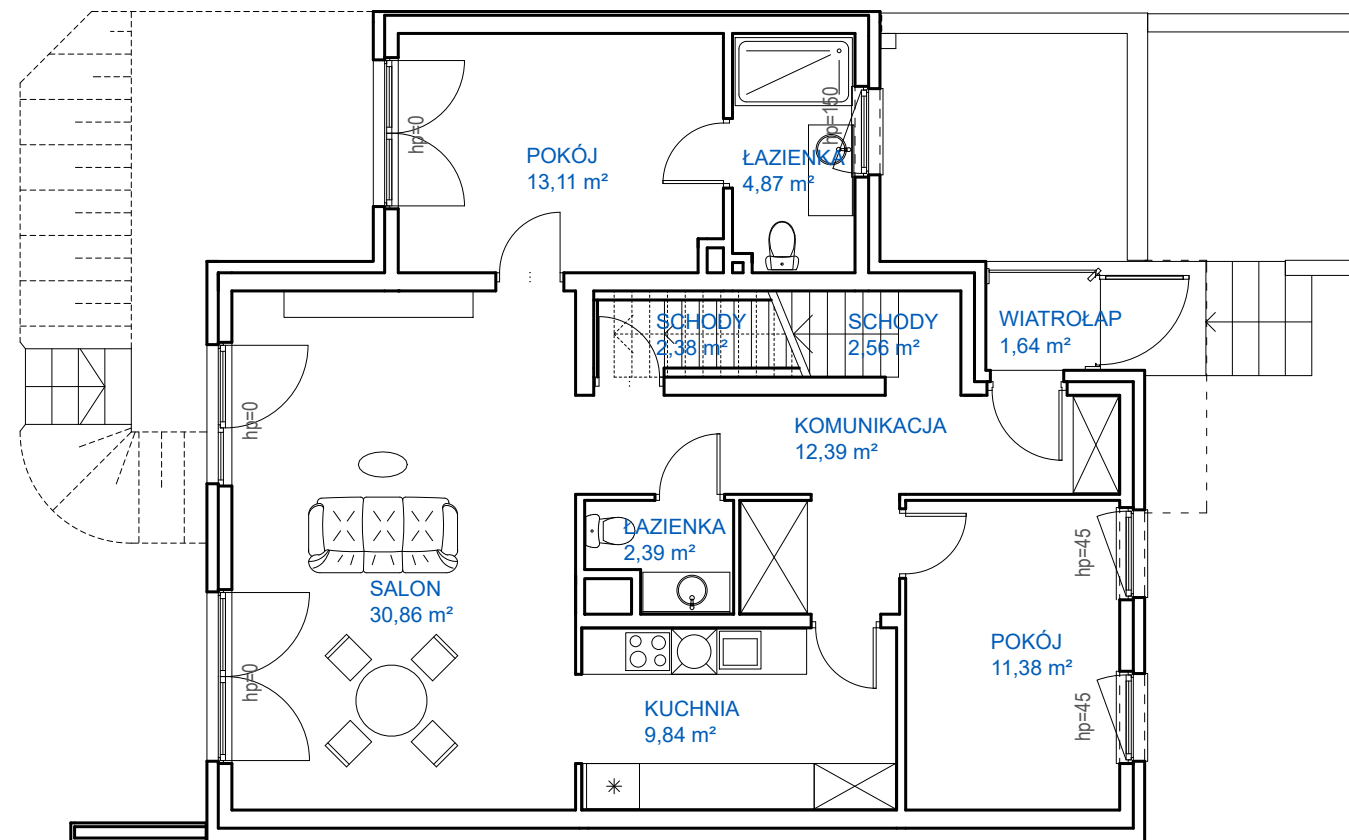 hp=0
POKÓJ
13,11 m²
hp=150
ŁAZIENKA
4,87 m²
SCHODY
2,38 m²
SCHODY
2,56 m²
WIATROŁAP
1,64 m²
hp=0
KOMUNIKACJA
12,39 m²
ŁAZIENKA
2,39 m²
hp=45
SALON
30,86 m²
hp=0
POKÓJ
11,38 m²
hp=45
KUCHNIA
9,84 m²